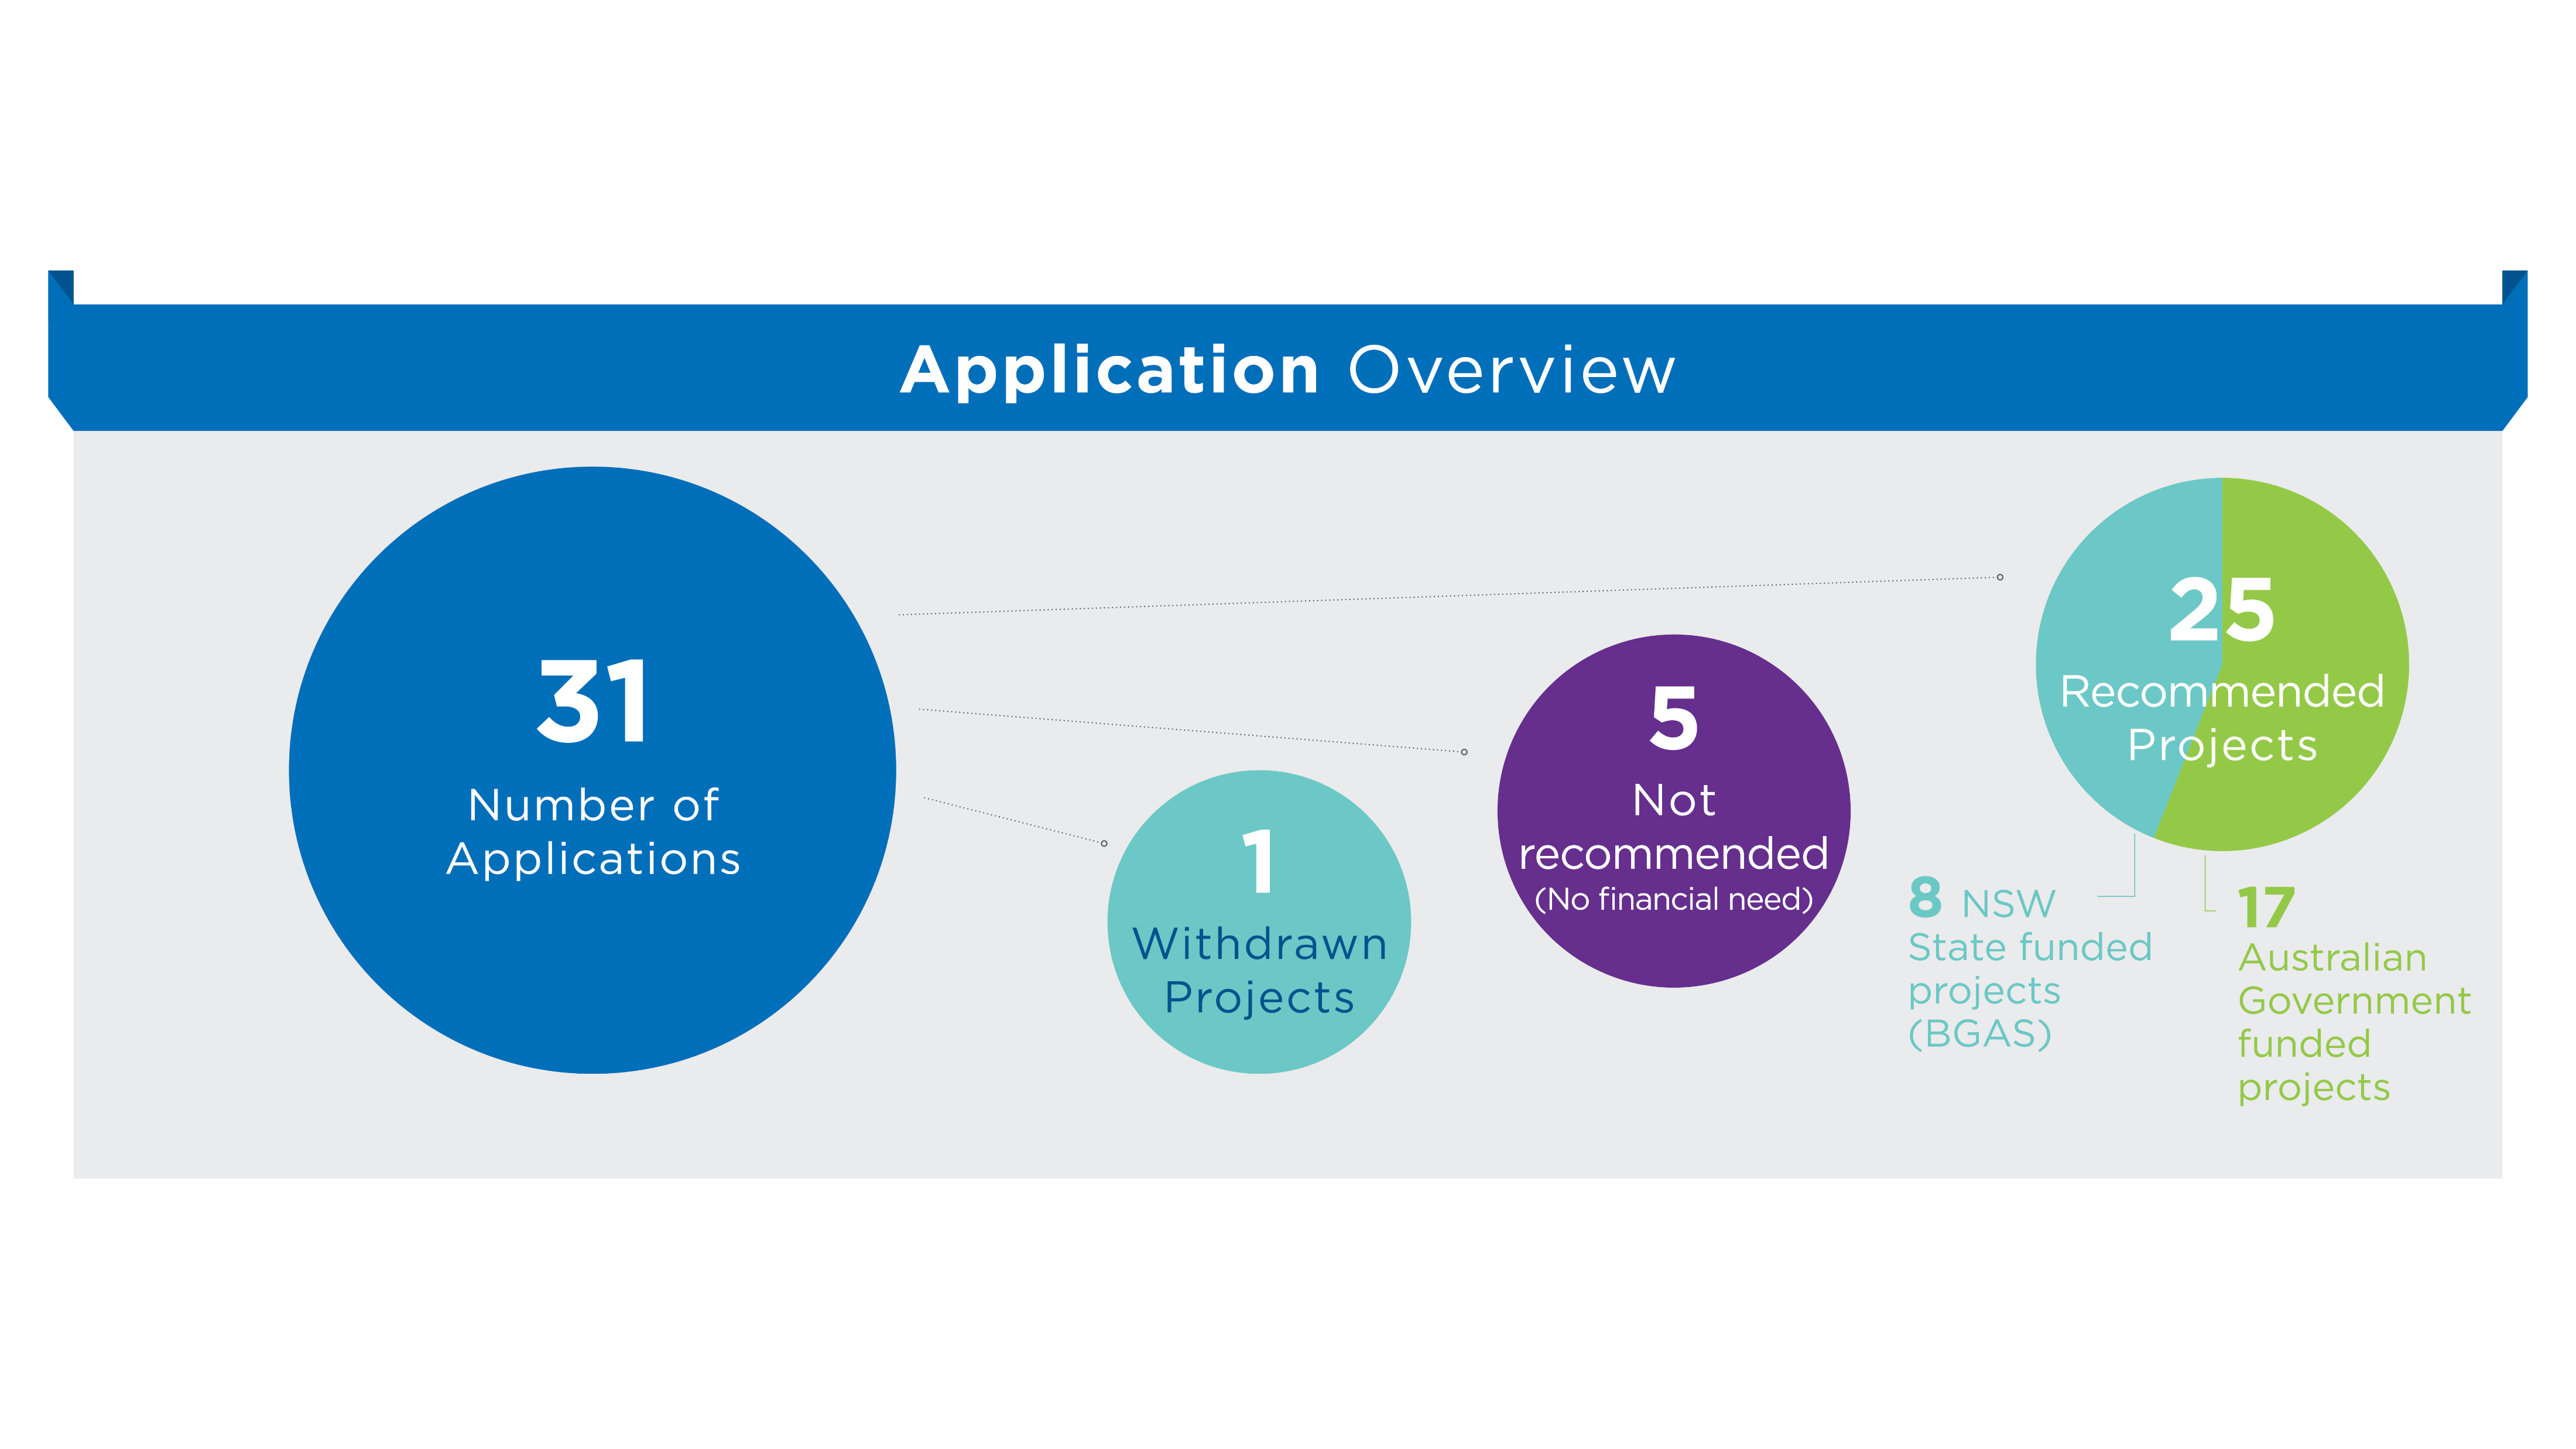 Application Overview
31
Number of
Applications
1
Withdrawn
Projects
5
Not
recommended
(No financial need)
25
Recommended
Projects
8 NSW
State funded
projects
(BGAS)
17
Australian
Government
funded
projects